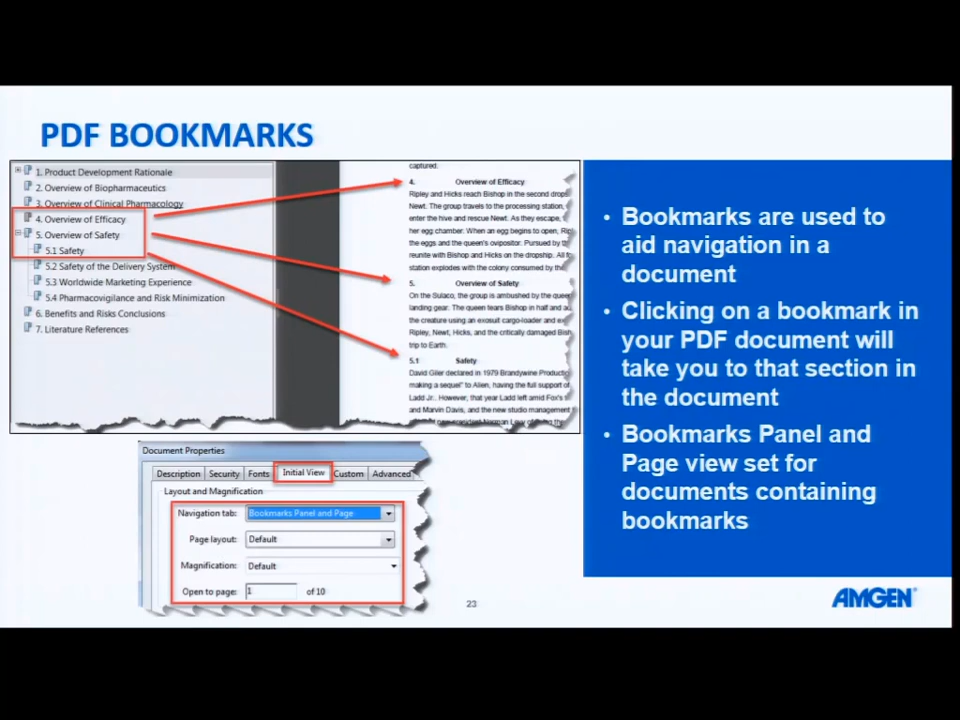 PDF BOOKMARKS
1. Product Development Rationale
2. Overview of Biopharmaceutics
3. Overview of Clinical Pharmacology
4. Overview of Efficacy
5. Overview of Safety
5.1 Safety
5.2 Safety of the Delivery System
5.3 Worldwide Marketing Experience
5.4 Pharmacovigilance and Risk Minimization
6. Benefits and Risks Conclusions
7. Literature References
captured.
4. Overview of Efficacy
Ripley and Hicks reach Bishop in the second drops
Newt. The group travels to the processing station,
enter the hive and rescue Newt. As they escape, t
her egg chamber. When an egg begins to open, Rip
the eggs and the queen's ovipositor. Pursued by th
reunite with Bishop and Hicks on the dropship. All fo
station explodes with the colony consumed by the
5. Overview of Safety
On the Sulaco, the group is ambushed by the quee
landing gear. The queen tears Bishop in half and a
the creature using an exosuit cargo-loader and ex
Ripley, Newt, Hicks, and the critically damaged Bish
trip to Earth.
5.1 Safety
David Giler declared in 1979 Brandywine Productio
making a sequel" to Alien, having the full support of
Ladd Jr.. However, that year Ladd left amid Fox's
and Marvin Davis, and the new studio management
president Norman Levy
Document Properties
Description Security Fonts Initial View Custom Advanced
Layout and Magnification
Navigation tab: Bookmarks Panel and Page
Page layout: Default
Magnification: Default
Open to page: 1 of 10
• Bookmarks are used to
aid navigation in a
document
• Clicking on a bookmark in
your PDF document will
take you to that section in
the document
• Bookmarks Panel and
Page view set for
documents containing
bookmarks
23
AMGEN®